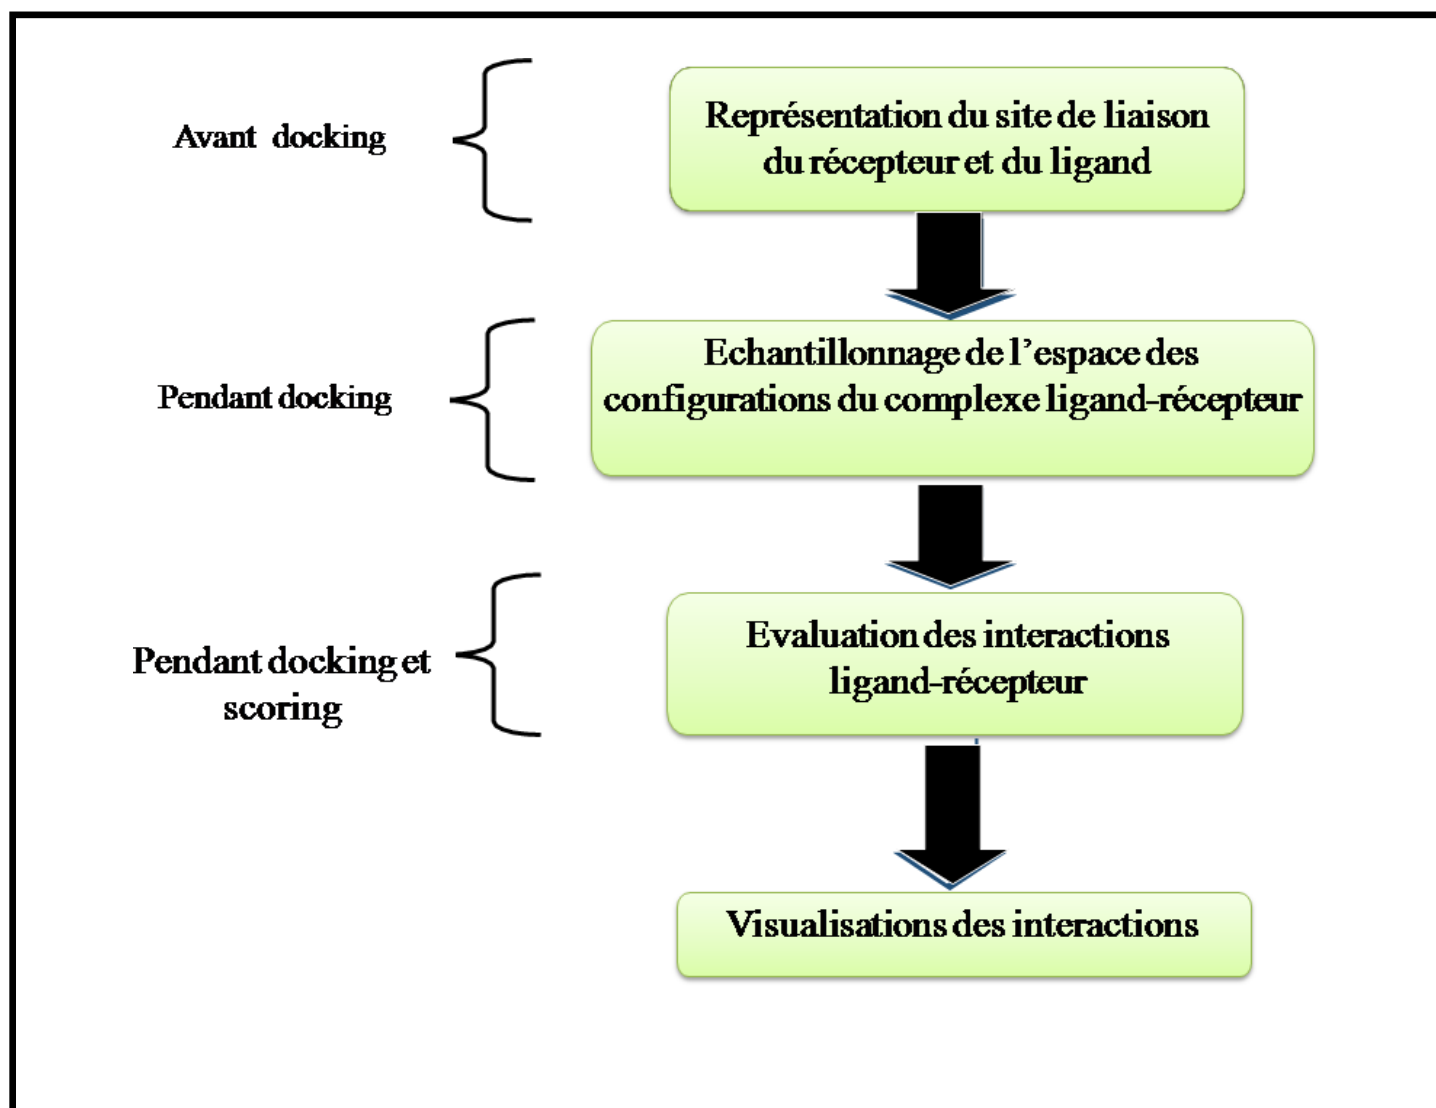 Avant docking
Représentation du site de liaison
du récepteur et du ligand
Pendant docking
Echantillonnage de l’espace des
configurations du complexe ligand-récepteur
Pendant docking et
scoring
Evaluation des interactions
ligand-récepteur
Visualisations des interactions